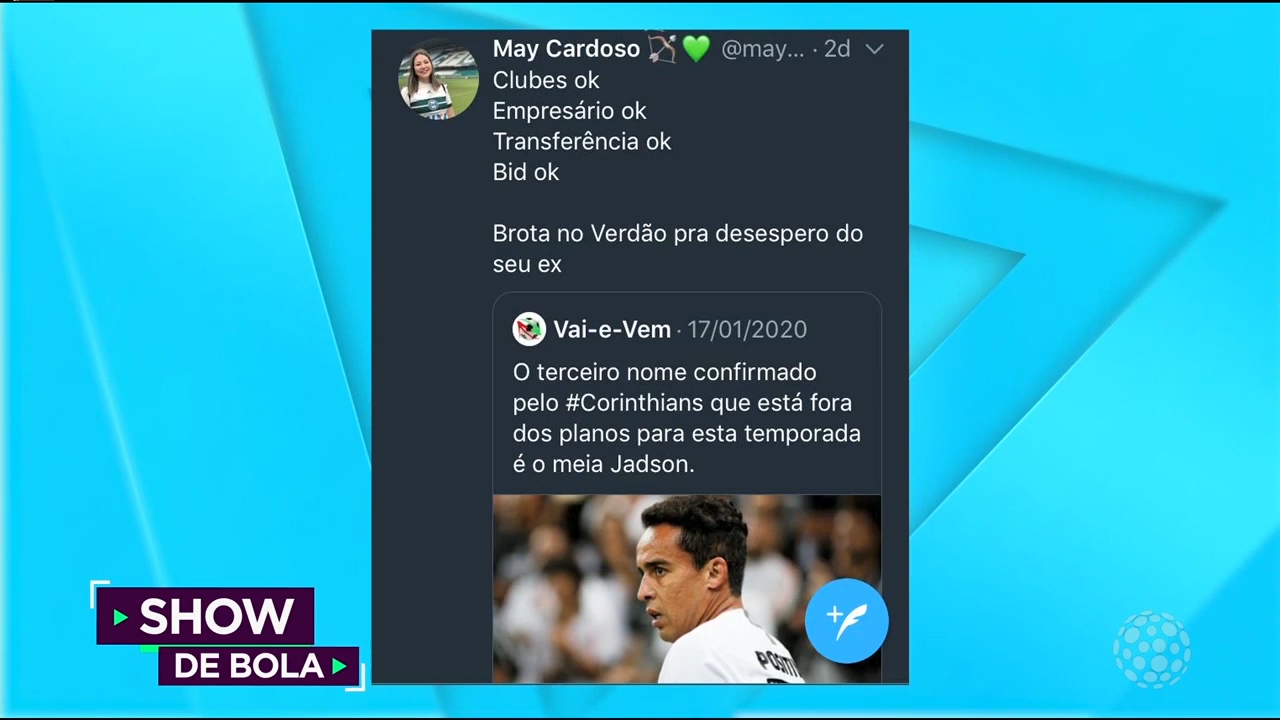 May Cardoso 🏹💚 @may... · 2d
Clubes ok
Empresário ok
Transferência ok
Bid ok
Brota no Verdão pra desespero do
seu ex
Vai-e-Vem · 17/01/2020
O terceiro nome confirmado
pelo #Corinthians que está fora
dos planos para esta temporada
é o meia Jadson.
SHOW
DE BOLA